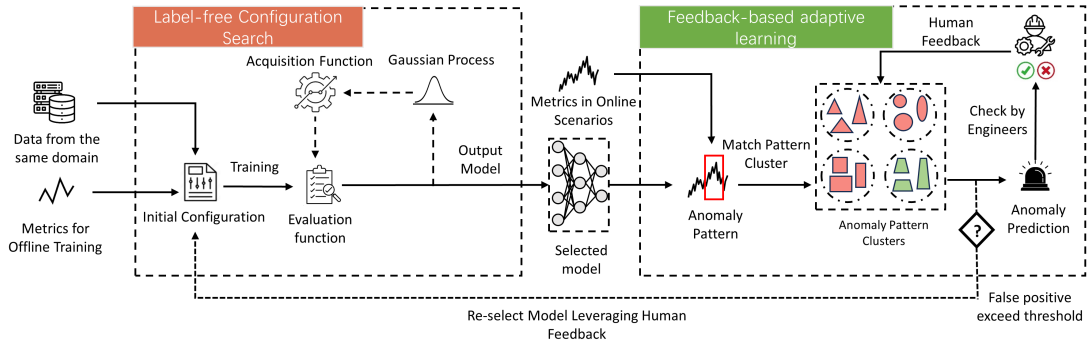 Label-free Configuration
Search
Feedback-based adaptive
learning
Human
Feedback
Acquisition Function
Gaussian Process
Metrics in Online
Scenarios
Data from the
same domain
Training
Output
Model
Match Pattern
Cluster
Check by
Engineers
Metrics for
Offline Training
Initial Configuration
Evaluation
function
Selected
model
Anomaly
Pattern
Anomaly Pattern
Clusters
?
Anomaly
Prediction
False positive
exceed threshold
Re-select Model Leveraging Human
Feedback